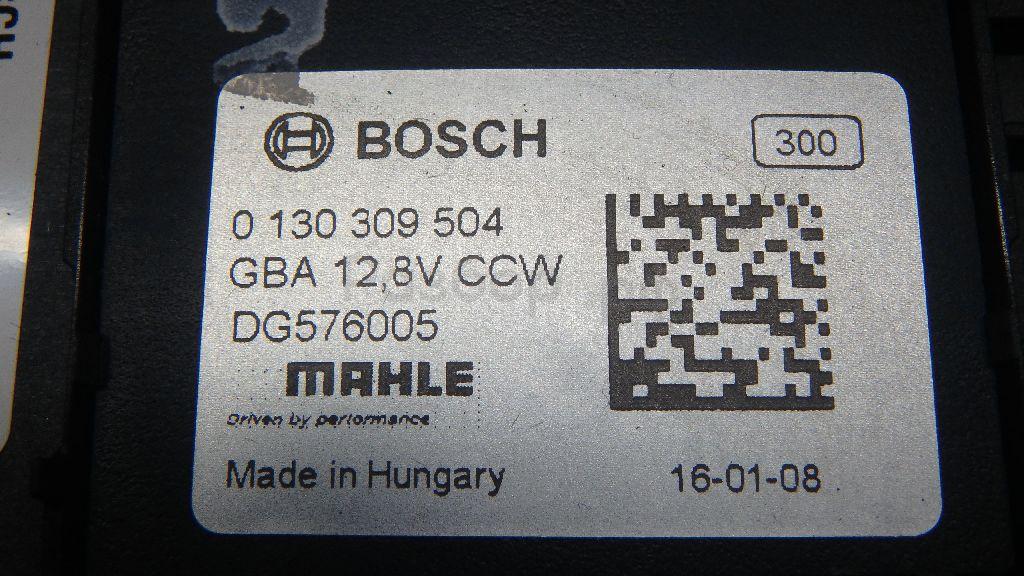 BOSCH
300
0 130 309 504
GBA 12,8V CCW
DG576005
MAHLE
Driven by performance
Made in Hungary
16-01-08